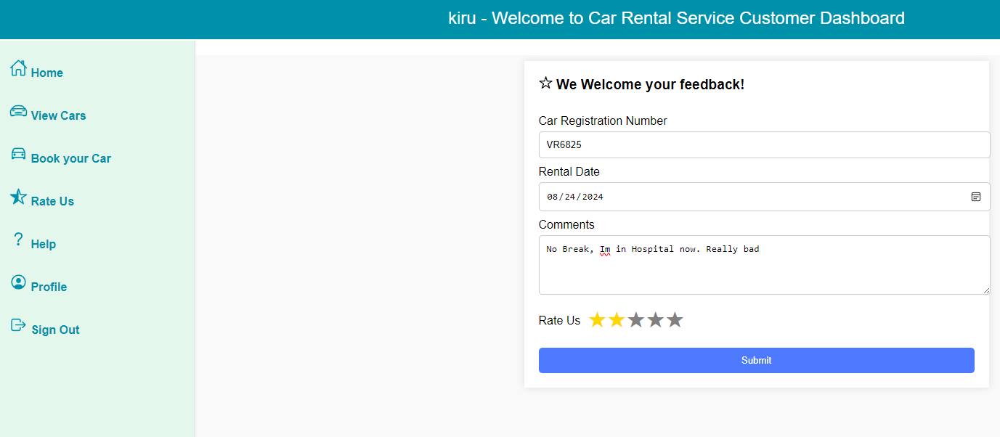 kiru - Welcome to Car Rental Service Customer Dashboard
Home
View Cars
Book your Car
Rate Us
Help
Profile
Sign Out
We Welcome your feedback!
Car Registration Number
VR6825
Rental Date
08/24/2024
Comments
No Break, Im in Hospital now. Really bad
Rate Us
Submit